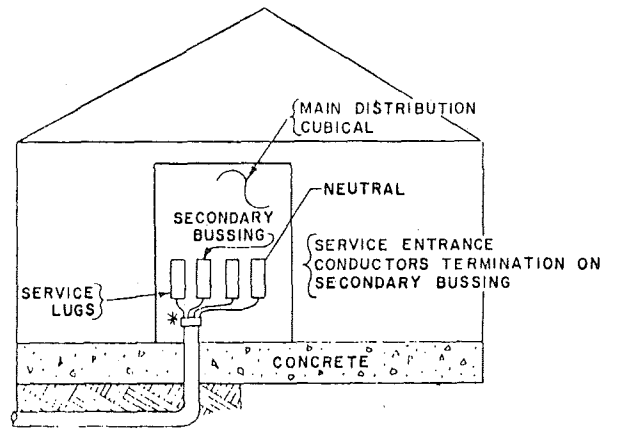 MAIN DISTRIBUTION
CUBICAL
NEUTRAL
SECONDARY
BUSSING
SERVICE ENTRANCE
CONDUCTORS TERMINATION ON
SECONDARY BUSSING
SERVICE
LUGS
*
CONCRETE